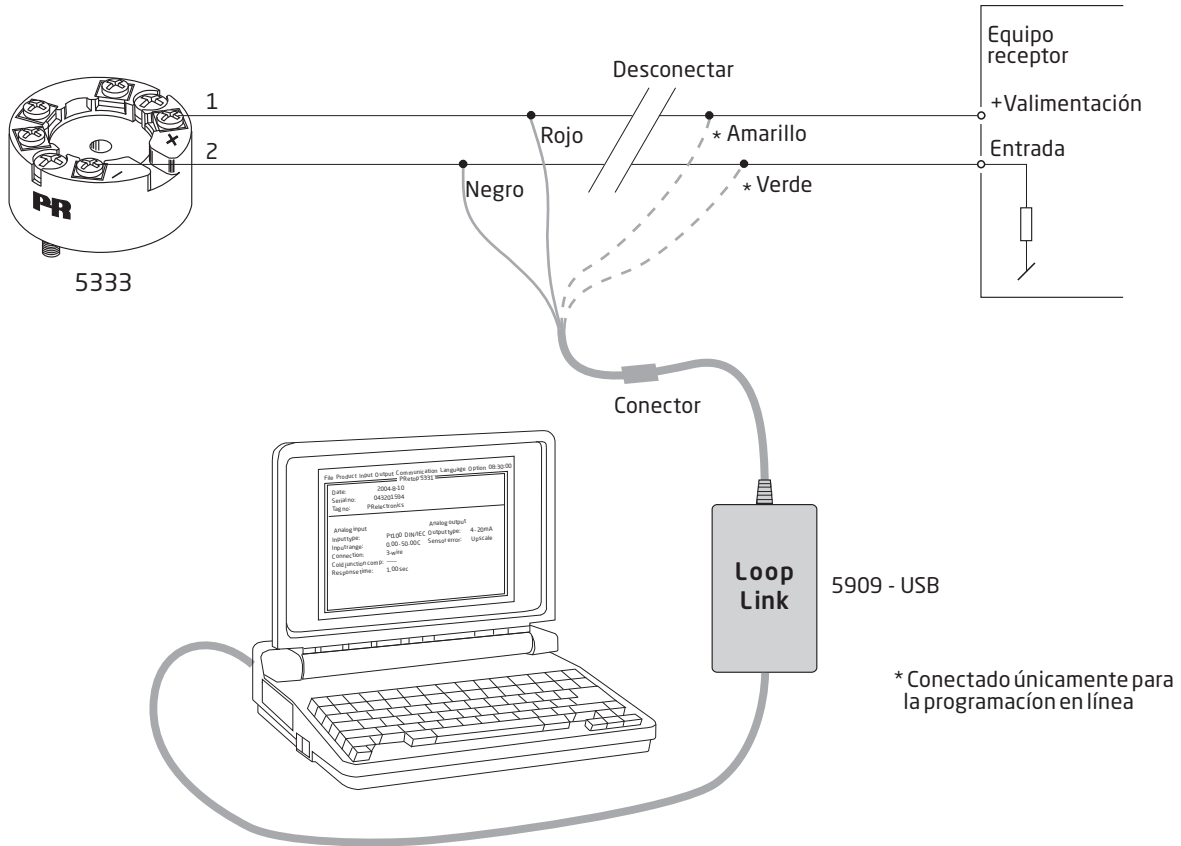 Equipo
receptor
Desconectar
1
+Valimentación
Rojo
* Amarillo
2
Entrada
Negro
* Verde
+
-
PR
5333
Conector
File Product Input Output Communication Language Option 08:30:00
PRetop 5331
Date: 2004-8-10
Serial no: 043201594
Tag no: PRelectronics
Analog input Analog output
Input type: Pt100 DIN/IEC Output type: 4-20mA
Input range: 0.00-50.00C Sensor error: Upscale
Connection: 3-wire
Cold junction comp: -----
Response time: 1.00 sec
Loop
Link
5909 - USB
* Conectado únicamente para
la programacíon en línea